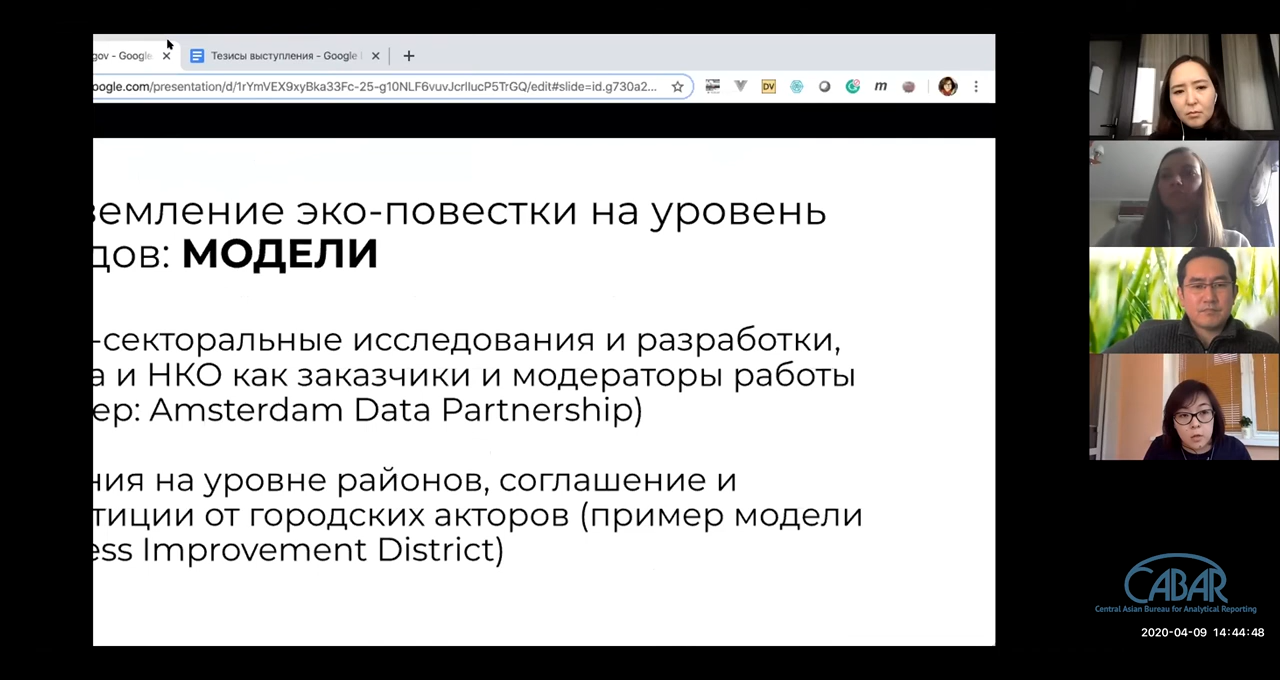 gov - Google
Тезисы выступления - Google
oogle.com/presentation/d/1rYmVEX9xyBka33Fc-25-g10NLF6vuvJcrIlucP5TrGQ/edit#slide=id.g730a2...
DV
m
земление эко-повестки на уровень
дов: МОДЕЛИ
-секторальные исследования и разработки,
а и НКО как заказчики и модераторы работы
ер: Amsterdam Data Partnership)
ния на уровне районов, соглашение и
тиции от городских акторов (пример модели
ess Improvement District)
CABAR
Central Asian Bureau for Analytical Reporting
2020-04-09 14:44:48